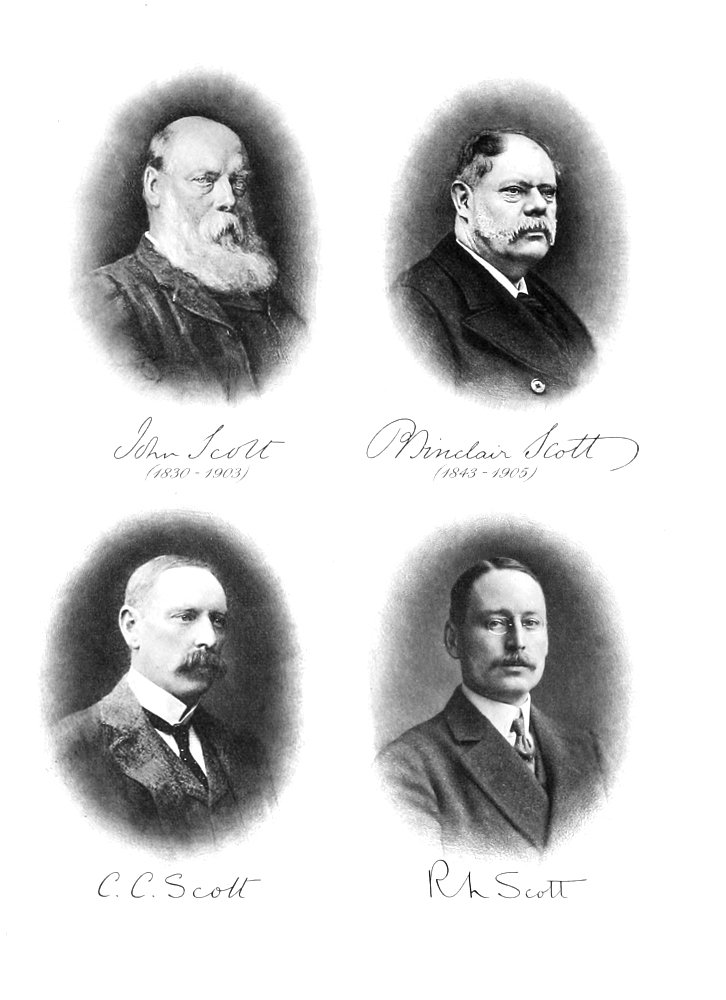 John Scott
(1830 - 1903)
R Sinclair Scott
(1843 - 1905)
C. C. Scott
R L Scott